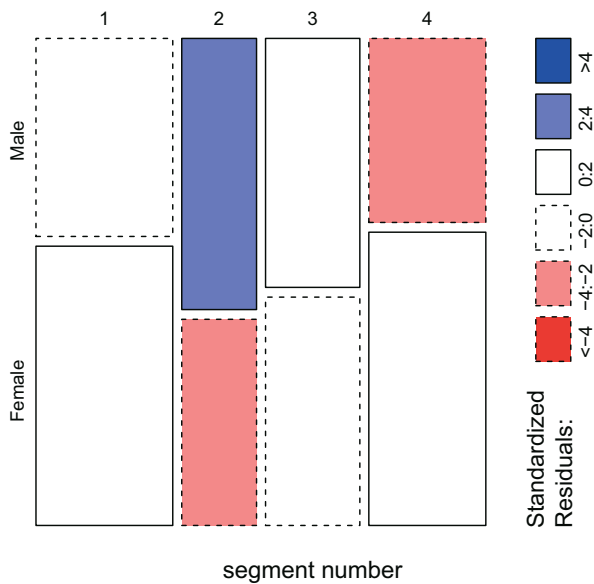 1 2 3 4
Male
Female
segment number
Standardized
Residuals:
<−4
−4:−2
−2:0
0:2
2:4
>4